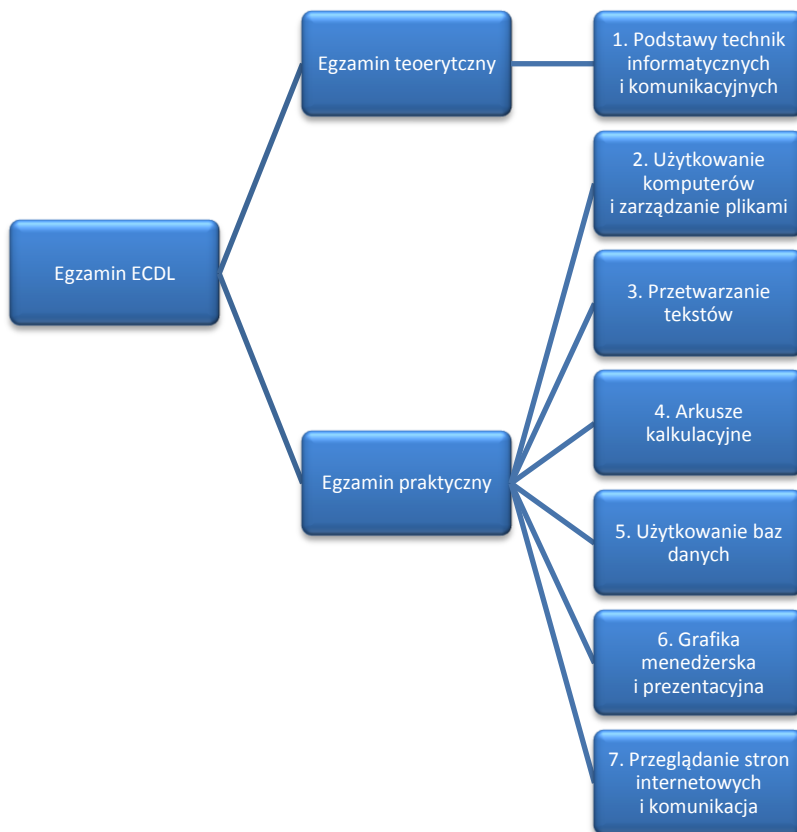 Egzamin ECDL
Egzamin teoerytczny
1. Podstawy technik
informatycznych
i komunikacyjnych
Egzamin praktyczny
2. Użytkowanie
komputerów
i zarządzanie plikami
3. Przetwarzanie
tekstów
4. Arkusze
kalkulacyjne
5. Użytkowanie baz
danych
6. Grafika
menedżerska
i prezentacyjna
7. Przeglądanie stron
internetowych
i komunikacja